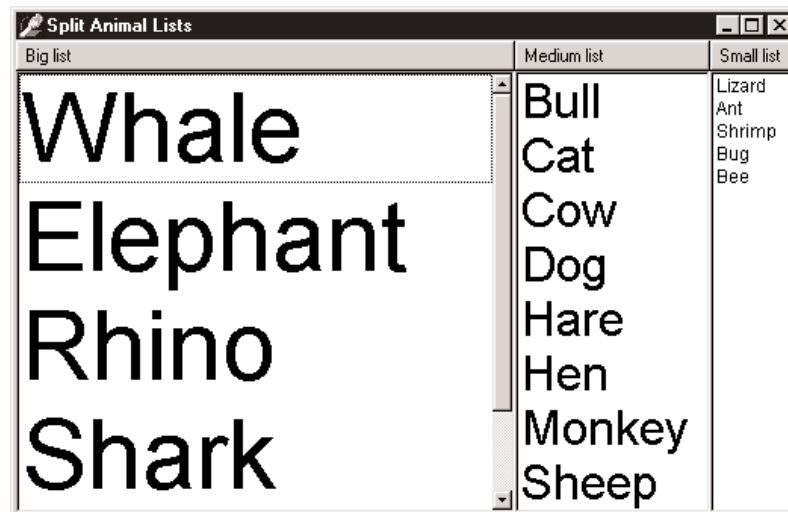 Split Animal Lists
Big list
Medium list
Small list
Whale
Elephant
Rhino
Shark
Bull
Cat
Cow
Dog
Hare
Hen
Monkey
Sheep
Lizard
Ant
Shrimp
Bug
Bee